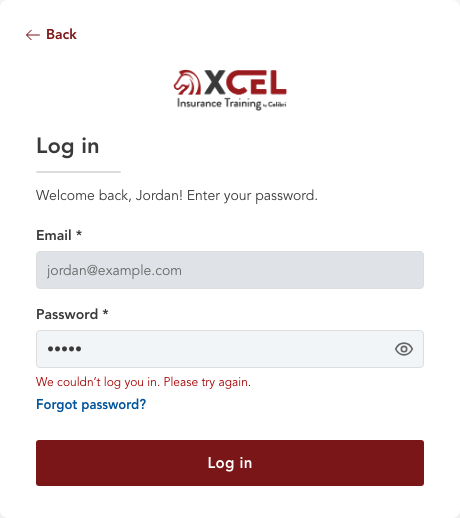 Back
XCEL
Insurance Training by Colibri
Log in
Welcome back, Jordan! Enter your password.
Email *
jordan@example.com
Password *
•••••
We couldn’t log you in. Please try again.
Forgot password?
Log in